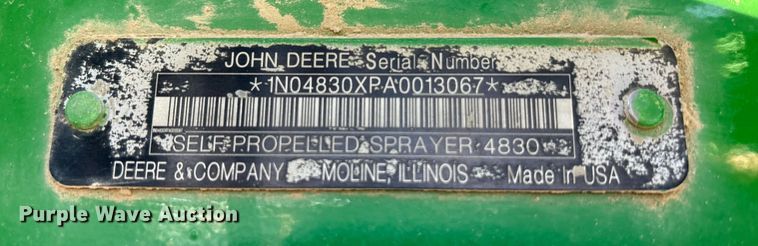 JOHN DEERE Serial Number
*1N04830XPA0013067*
SELF PROPELLED SPRAYER 4830
DEERE & COMPANY MOLINE, ILLINOIS Made In USA
Purple Wave Auction